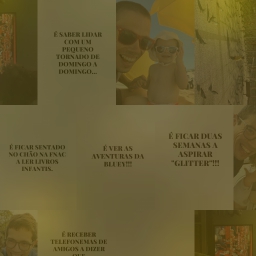 É SABER LIDAR
COM UM
PEQUENO
TORNADO DE
DOMINGO A
DOMINGO...
É FICAR SENTADO
NO CHÃO NA FNAC
A LER LIVROS
INFANTIS.
É VER AS
AVENTURAS DA
BLUEY!!!
É FICAR DUAS
SEMANAS A
ASPIRAR
"GLITTER"!!!
É RECEBER
TELEFONEMAS DE
AMIGOS A DIZER
QUE